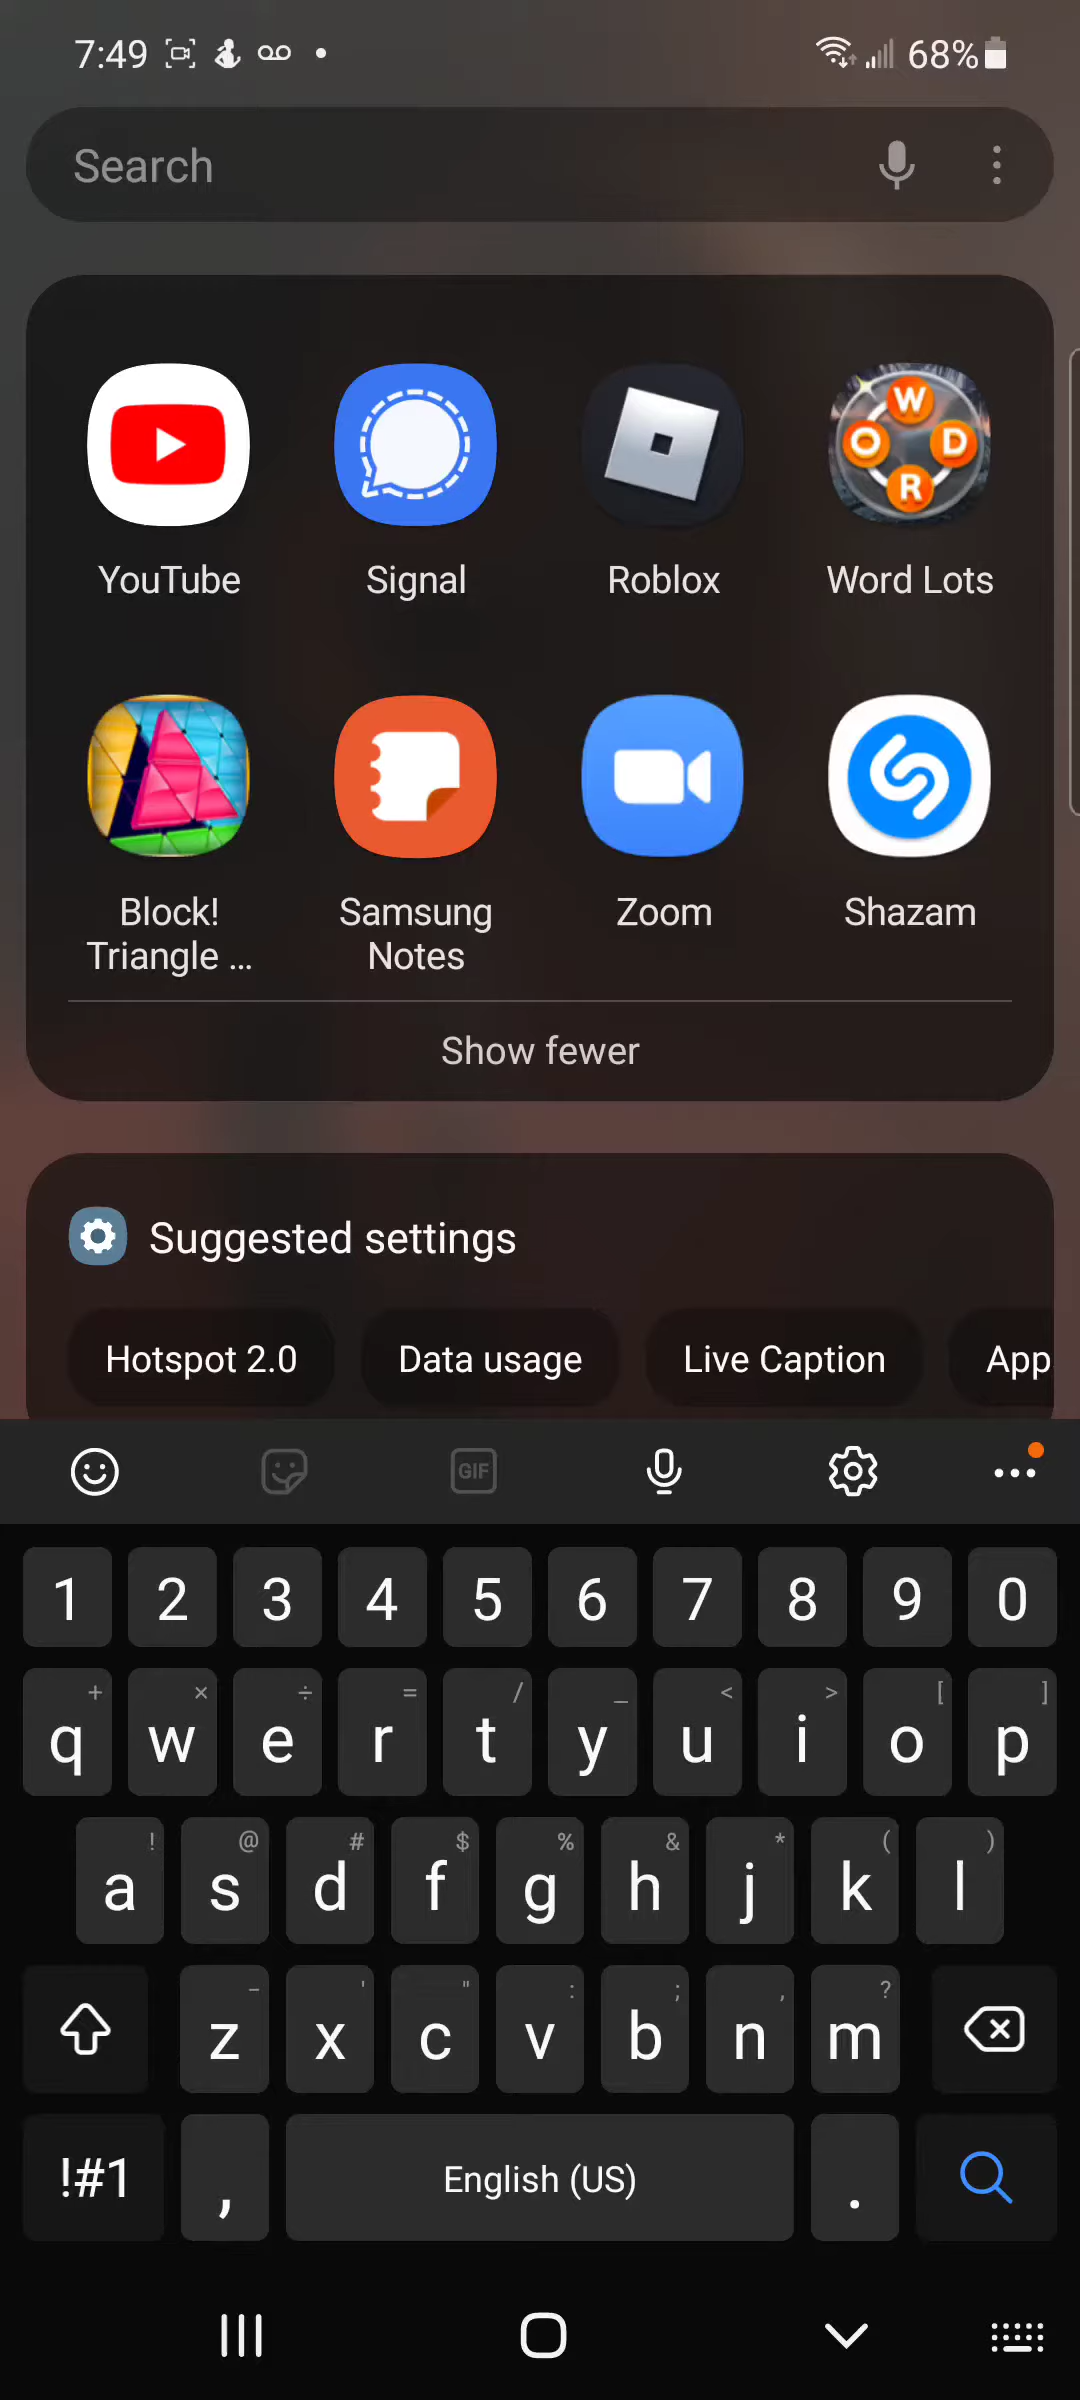 7:49 68%
Search
W
O D
R
YouTube Signal Roblox Word Lots
Block! Samsung Zoom Shazam
Triangle ... Notes
Show fewer
Suggested settings
Hotspot 2.0 Data usage Live Caption App
GIF
1 2 3 4 5 6 7 8 9 0
+ × ÷ = / _ < > [ ]
q w e r t y u i o p
! @ # $ % & * ( )
a s d f g h j k l
- ' " : ; , ?
z x c v b n m
!#1 , English (US) .